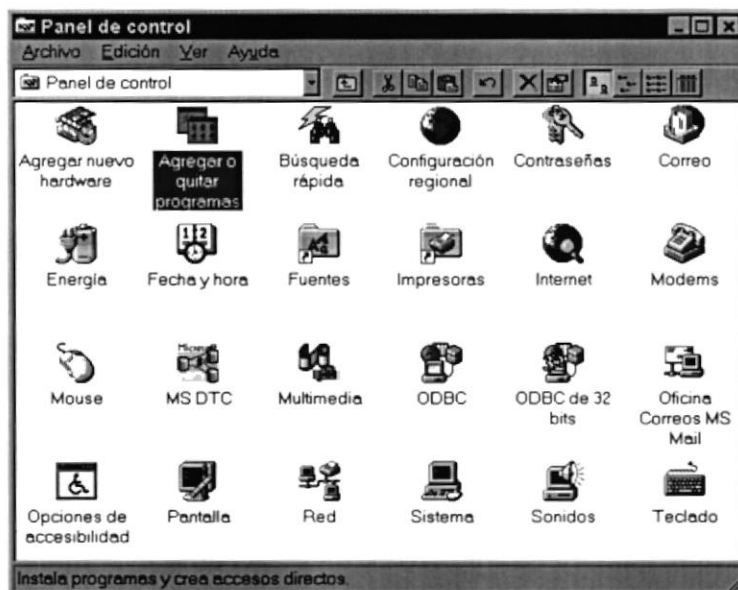 Panel de control
Archivo Edición Ver Ayuda
Panel de control
Agregar nuevo
hardware
Agregar o
quitar
programas
Búsqueda
rápida
Configuración
regional
Contraseñas
Correo
Energía
Fecha y hora
Fuentes
Impresoras
Internet
Modems
Mouse
MS DTC
Multimedia
ODBC
ODBC de 32
bits
Oficina
Correos MS
Mail
Opciones de
accesibilidad
Pantalla
Red
Sistema
Sonidos
Teclado
Instala programas y crea accesos directos.